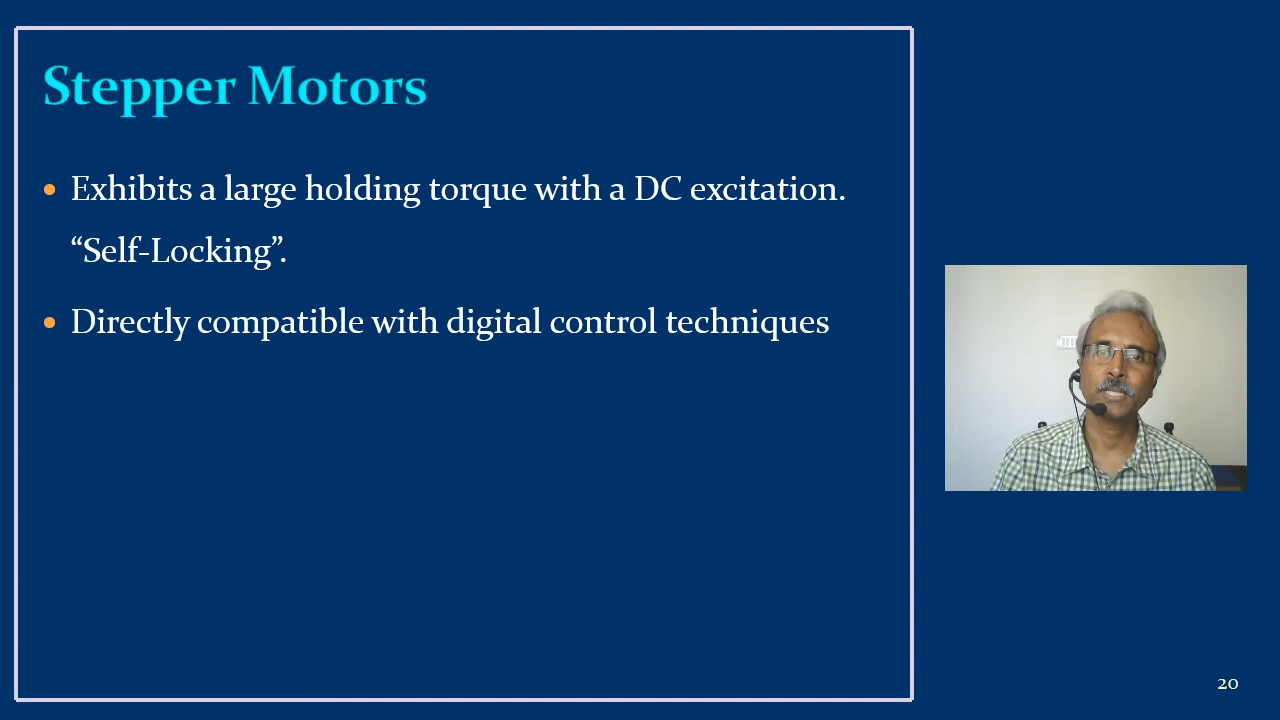 Stepper Motors
• Exhibits a large holding torque with a DC excitation.
“Self-Locking”.
• Directly compatible with digital control techniques
20